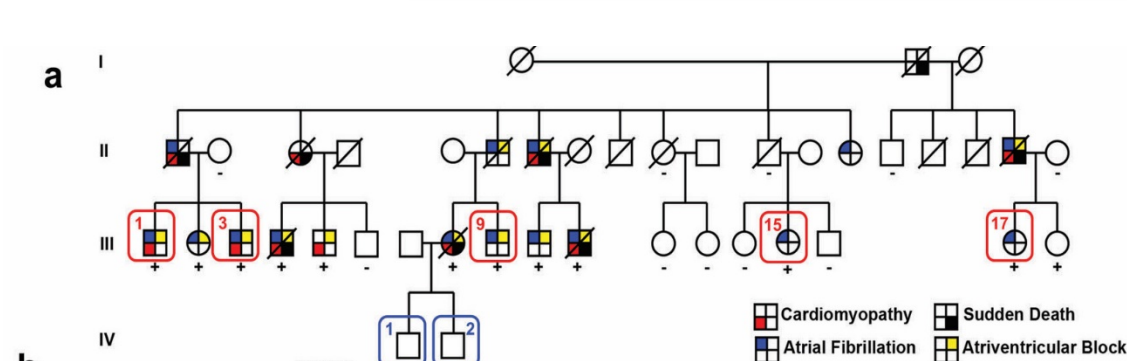 a
I
II
- - - - -
1 3 9 15 17
III
+ + + + + - + + + + - - - + - + +
1 2
IV
Cardiomyopathy Sudden Death
Atrial Fibrillation Atriventricular Block